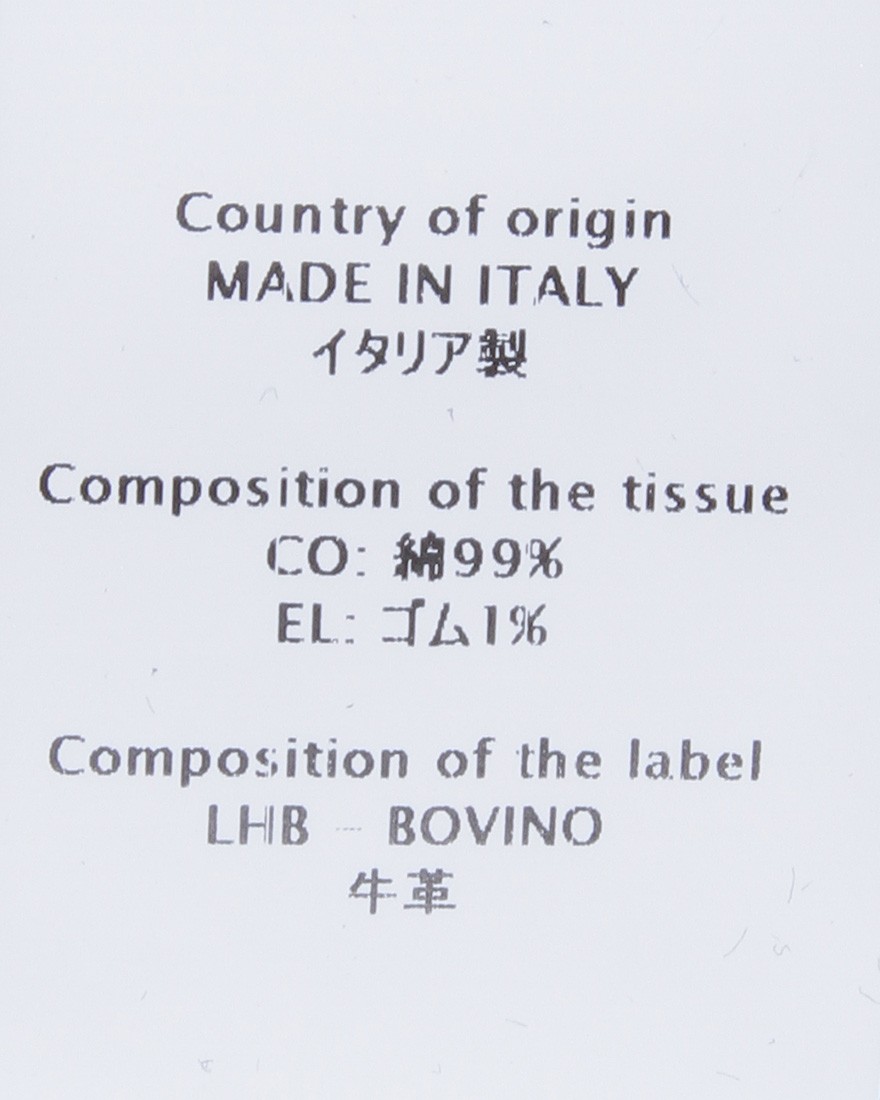 Country of origin
MADE IN ITALY
イタリア製
Composition of the tissue
CO: 綿99%
EL: ゴム1%
Composition of the label
LHB - BOVINO
牛革